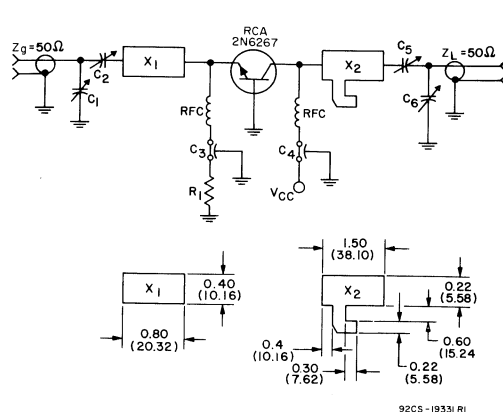 RCA
2N6267
Zg=50Ω
C2
X1
X2
C5
ZL=50Ω
C1
RFC
RFC
C6
C3
C4
R1
VCC
1.50
(38.10)
X1
0.40
(10.16)
X2
0.22
(5.58)
0.80
(20.32)
0.4
(10.16)
0.60
(15.24
0.30
(7.62)
0.22
(5.58)
92CS-19331R1